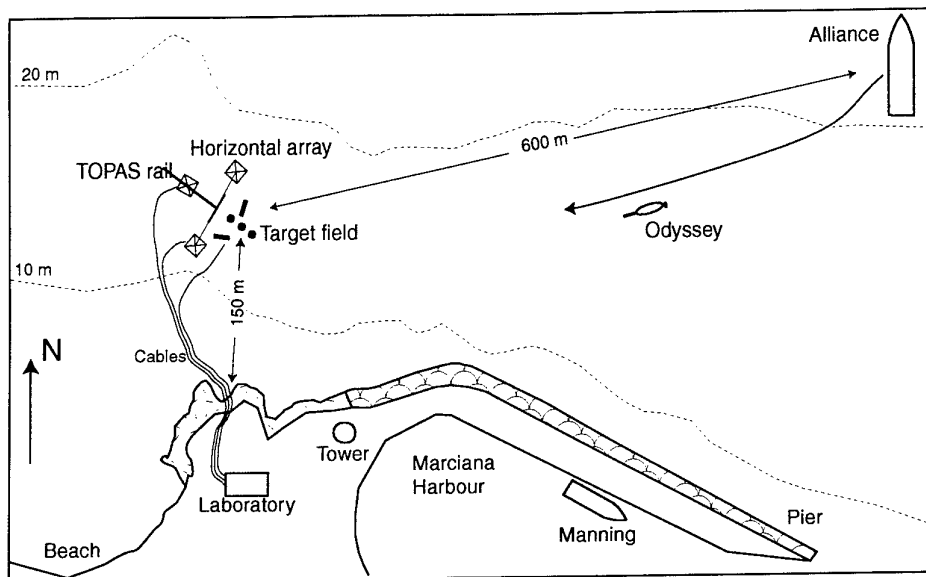 Alliance
20 m
600 m
Horizontal array
TOPAS rail
Odyssey
Target field
10 m
150 m
N
Cables
Tower
Marciana
Harbour
Laboratory
Pier
Manning
Beach